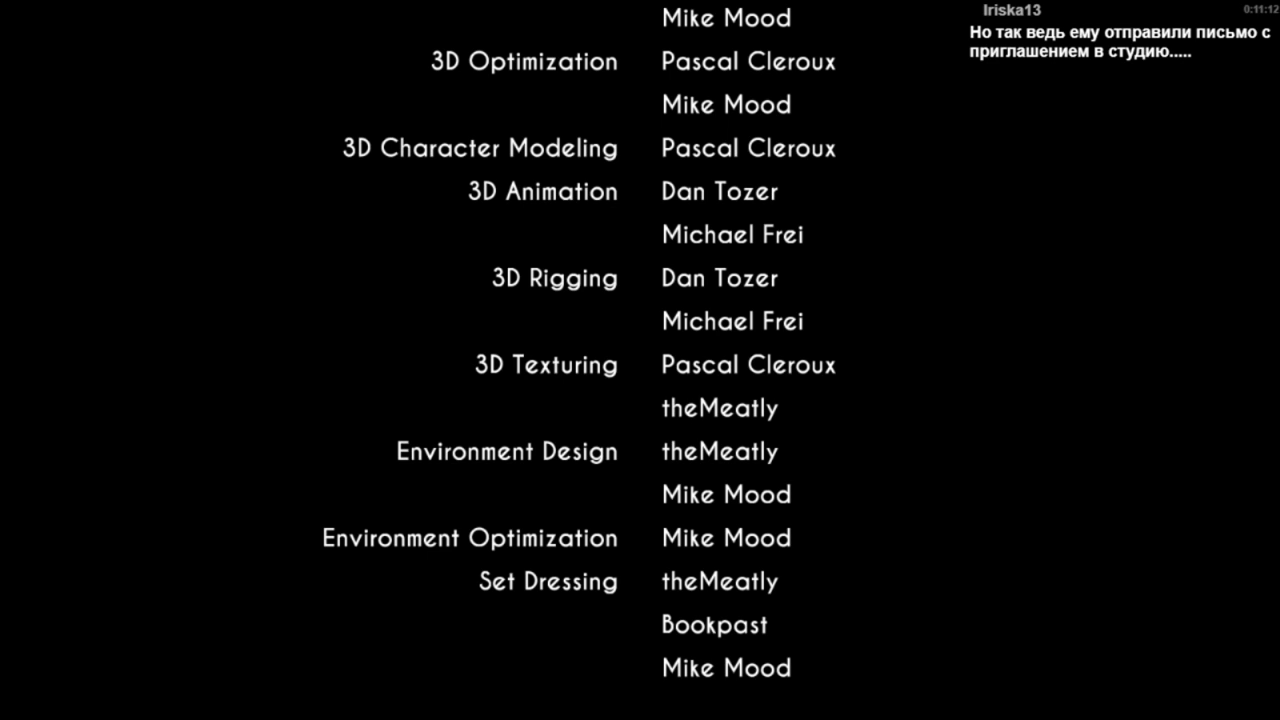 Mike Mood
3D Optimization Pascal Cleroux
Mike Mood
3D Character Modeling Pascal Cleroux
3D Animation Dan Tozer
Michael Frei
3D Rigging Dan Tozer
Michael Frei
3D Texturing Pascal Cleroux
theMeatly
Environment Design theMeatly
Mike Mood
Environment Optimization Mike Mood
Set Dressing theMeatly
Bookpast
Mike Mood
Iriska13 0:11:12
Но так ведь ему отправили письмо с
приглашением в студию.....